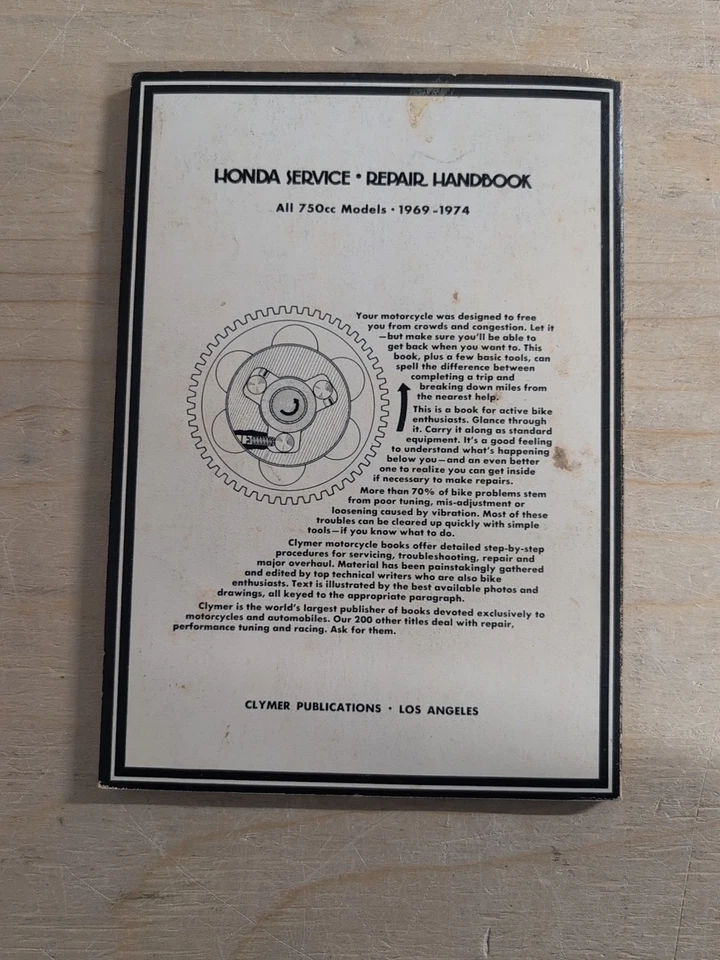 HONDA SERVICE • REPAIR HANDBOOK
All 750cc Models • 1969-1974
Your motorcycle was designed to free
you from crowds and congestion. Let it
—but make sure you'll be able to
get back when you want to. This
book, plus a few basic tools, can
spell the difference between
completing a trip and
breaking down miles from
the nearest help.
This is a book for active bike
enthusiasts. Glance through
it. Carry it along as standard
equipment. It's a good feeling
to understand what's happening
below you—and an even better
one to realize you can get inside
if necessary to make repairs.
More than 70% of bike problems stem
from poor tuning, mis-adjustment or
loosening caused by vibration. Most of these
troubles can be cleared up quickly with simple
tools—if you know what to do.
Clymer motorcycle books offer detailed step-by-step
procedures for servicing, troubleshooting, repair and
major overhaul. Material has been painstakingly gathered
and edited by top technical writers who are also bike
enthusiasts. Text is illustrated by the best available photos and
drawings, all keyed to the appropriate paragraph.
Clymer is the world's largest publisher of books devoted exclusively to
motorcycles and automobiles. Our 200 other titles deal with repair,
performance tuning and racing. Ask for them.
CLYMER PUBLICATIONS • LOS ANGELES